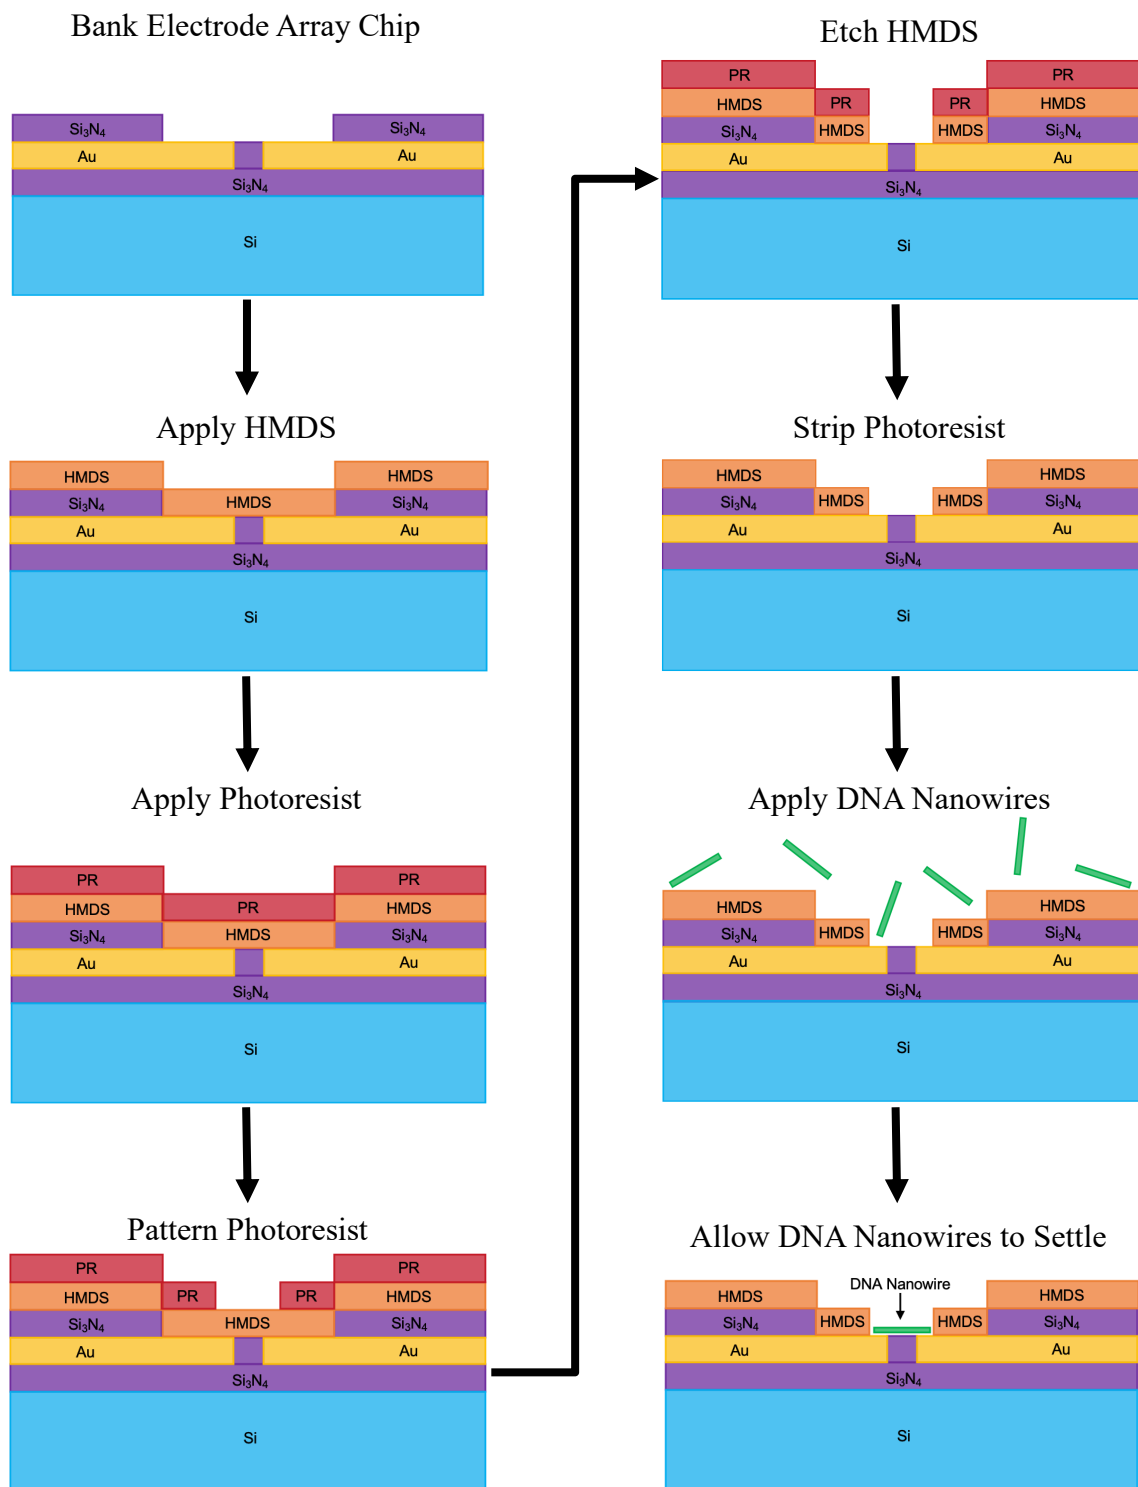 Bank Electrode Array Chip
Si₃N₄ Si₃N₄
Au Au
Si₃N₄
Si
Apply HMDS
HMDS HMDS
HMDS
Si₃N₄ Si₃N₄
Au Au
Si₃N₄
Si
Apply Photoresist
PR PR
HMDS PR HMDS
Si₃N₄ HMDS Si₃N₄
Au Au
Si₃N₄
Si
Pattern Photoresist
PR PR
HMDS PR PR HMDS
Si₃N₄ HMDS Si₃N₄
Au Au
Si₃N₄
Si
Etch HMDS
PR PR
HMDS PR PR HMDS
Si₃N₄ HMDS HMDS Si₃N₄
Au Au
Si₃N₄
Si
Strip Photoresist
HMDS HMDS
Si₃N₄ HMDS HMDS Si₃N₄
Au Au
Si₃N₄
Si
Apply DNA Nanowires
HMDS HMDS
Si₃N₄ HMDS HMDS Si₃N₄
Au Au
Si₃N₄
Si
Allow DNA Nanowires to Settle
DNA Nanowire
HMDS HMDS
Si₃N₄ HMDS HMDS Si₃N₄
Au Au
Si₃N₄
Si